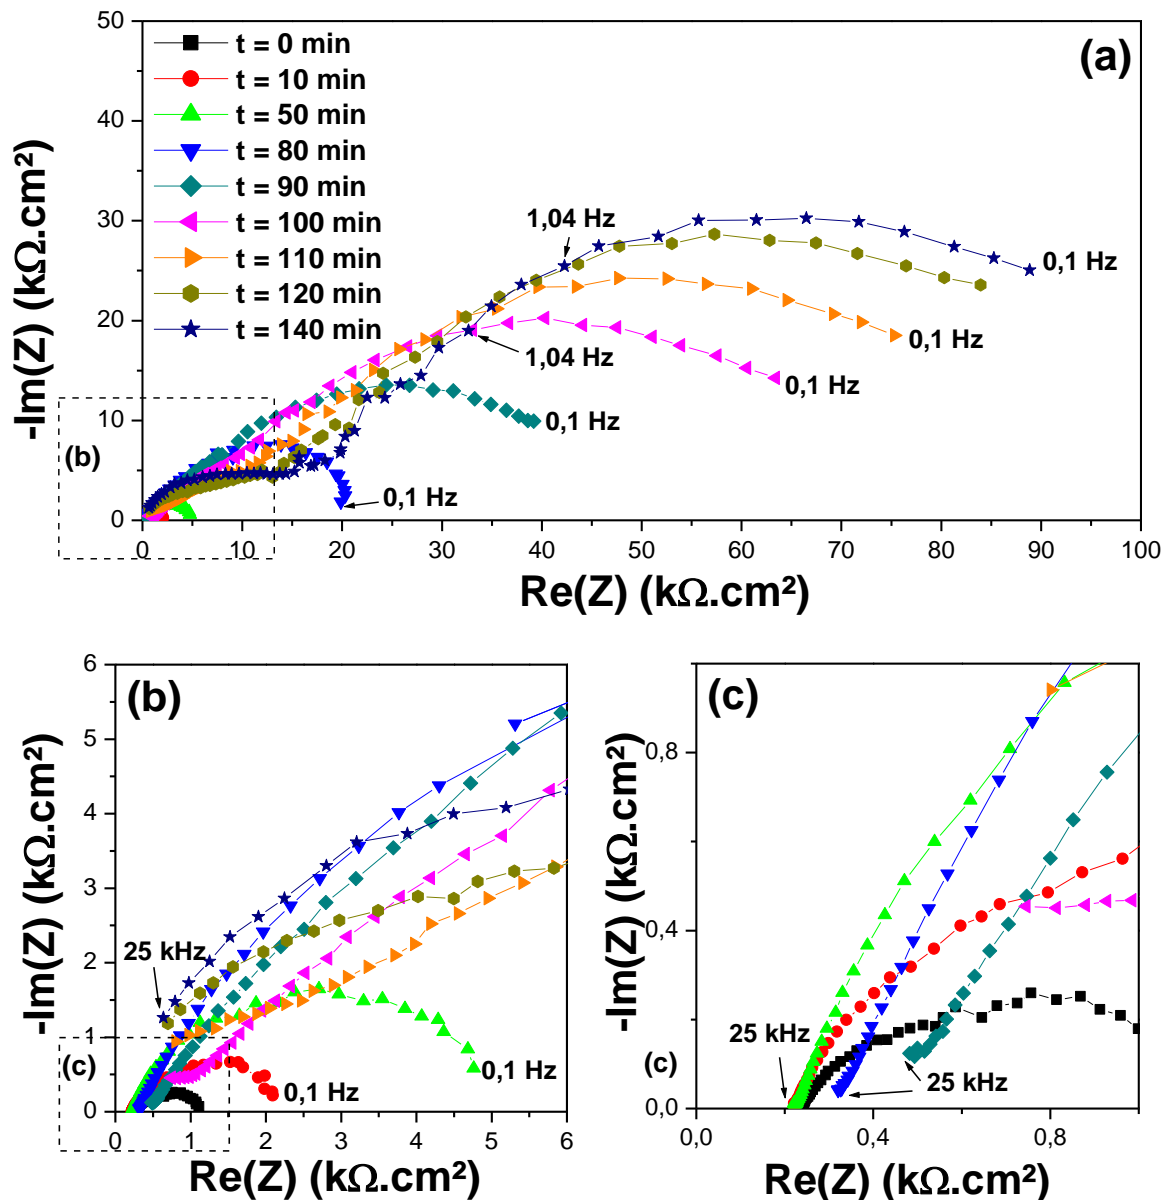 50
40
30
20
10
0
-Im(Z) (kΩ.cm²)
t = 0 min
t = 10 min
t = 50 min
t = 80 min
t = 90 min
t = 100 min
t = 110 min
t = 120 min
t = 140 min
(a)
1,04 Hz
0,1 Hz
0,1 Hz
1,04 Hz
0,1 Hz
0,1 Hz
(b)
0,1 Hz
0 10 20 30 40 50 60 70 80 90 100
Re(Z) (kΩ.cm²)
6
5
4
3
2
1
0
-Im(Z) (kΩ.cm²)
(b)
25 kHz
(c)
0,1 Hz
0,1 Hz
0 1 2 3 4 5 6
Re(Z) (kΩ.cm²)
0,8
0,4
0,0
-Im(Z) (kΩ.cm²)
(c)
25 kHz
(c)
25 kHz
0,0 0,4 0,8
Re(Z) (kΩ.cm²)